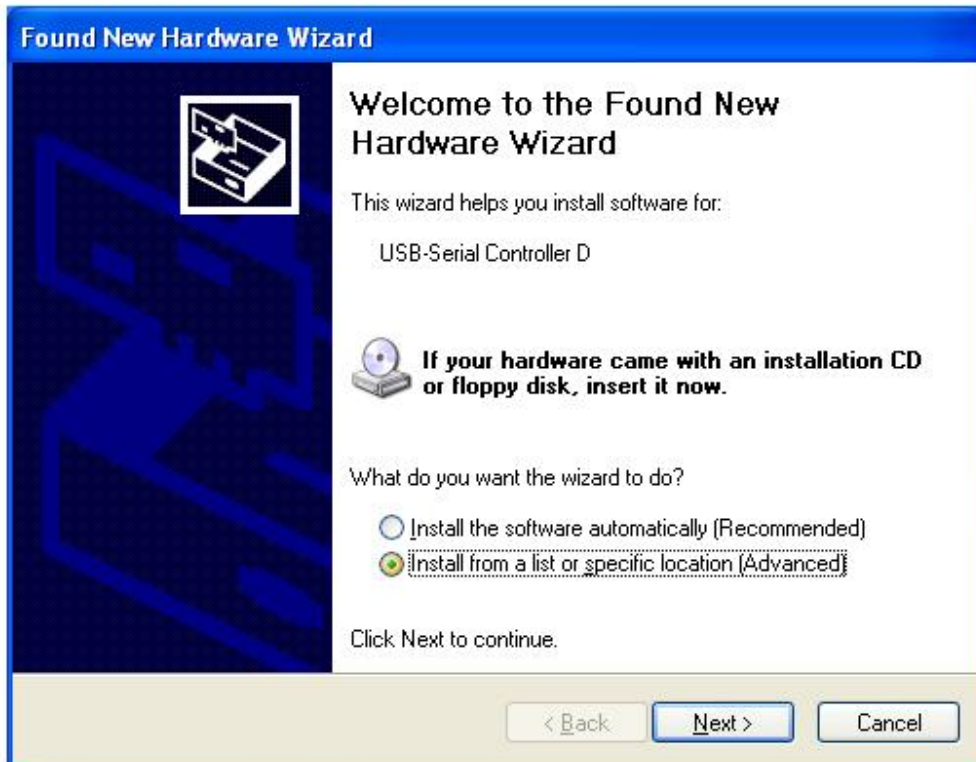 Found New Hardware Wizard
Welcome to the Found New
Hardware Wizard
This wizard helps you install software for:
USB-Serial Controller D
If your hardware came with an installation CD
or floppy disk, insert it now.
What do you want the wizard to do?
Install the software automatically (Recommended)
Install from a list or specific location (Advanced)
Click Next to continue.
< Back
Next >
Cancel